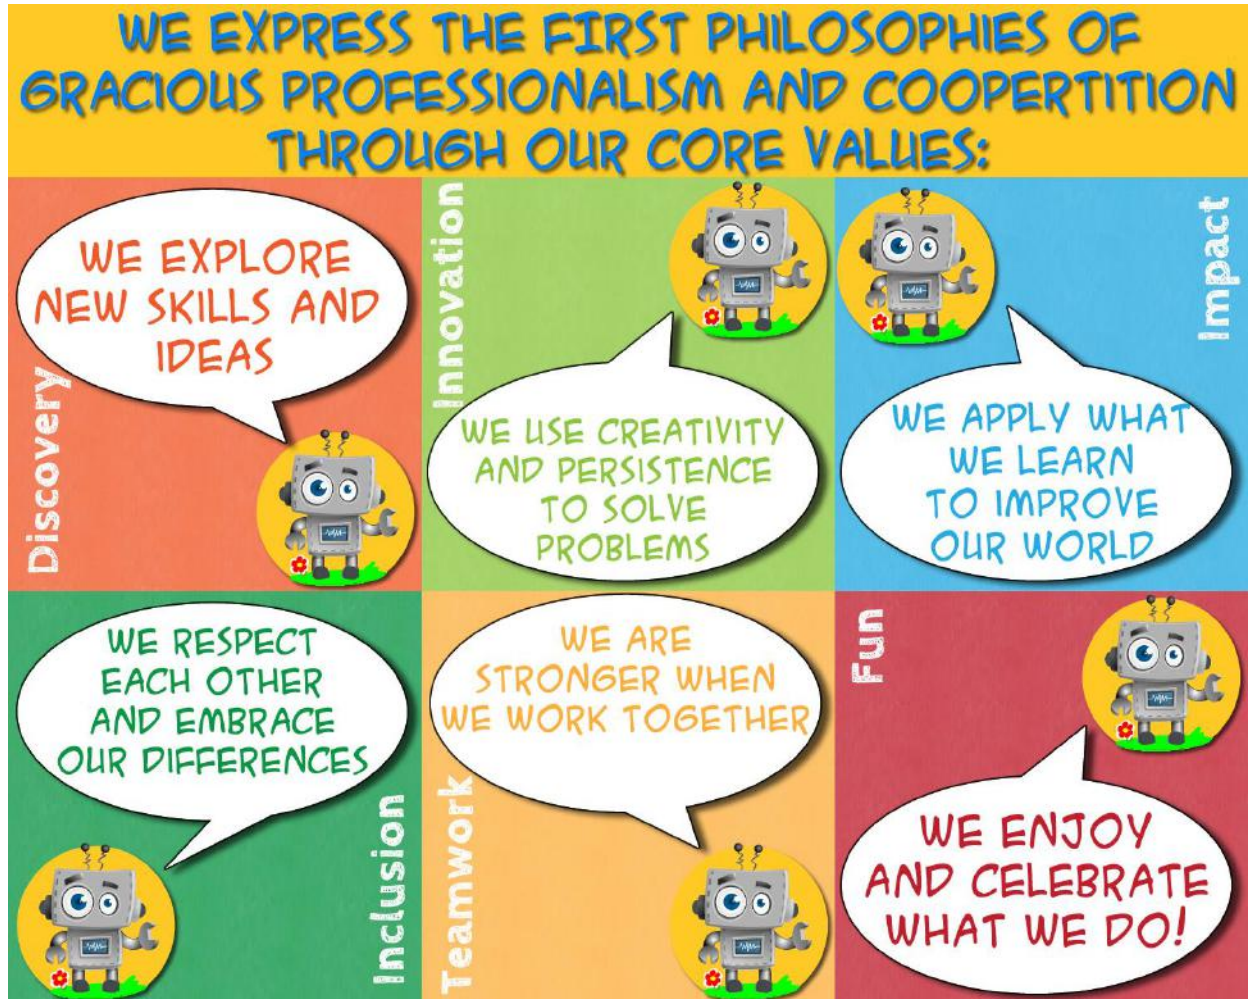 WE EXPRESS THE FIRST PHILOSOPHIES OF
GRACIOUS PROFESSIONALISM AND COOPERTITION
THROUGH OUR CORE VALUES:
Discovery
WE EXPLORE
NEW SKILLS AND
IDEAS
Innovation
WE USE CREATIVITY
AND PERSISTENCE
TO SOLVE
PROBLEMS
Impact
WE APPLY WHAT
WE LEARN
TO IMPROVE
OUR WORLD
Inclusion
WE RESPECT
EACH OTHER
AND EMBRACE
OUR DIFFERENCES
Teamwork
WE ARE
STRONGER WHEN
WE WORK TOGETHER
Fun
WE ENJOY
AND CELEBRATE
WHAT WE DO!